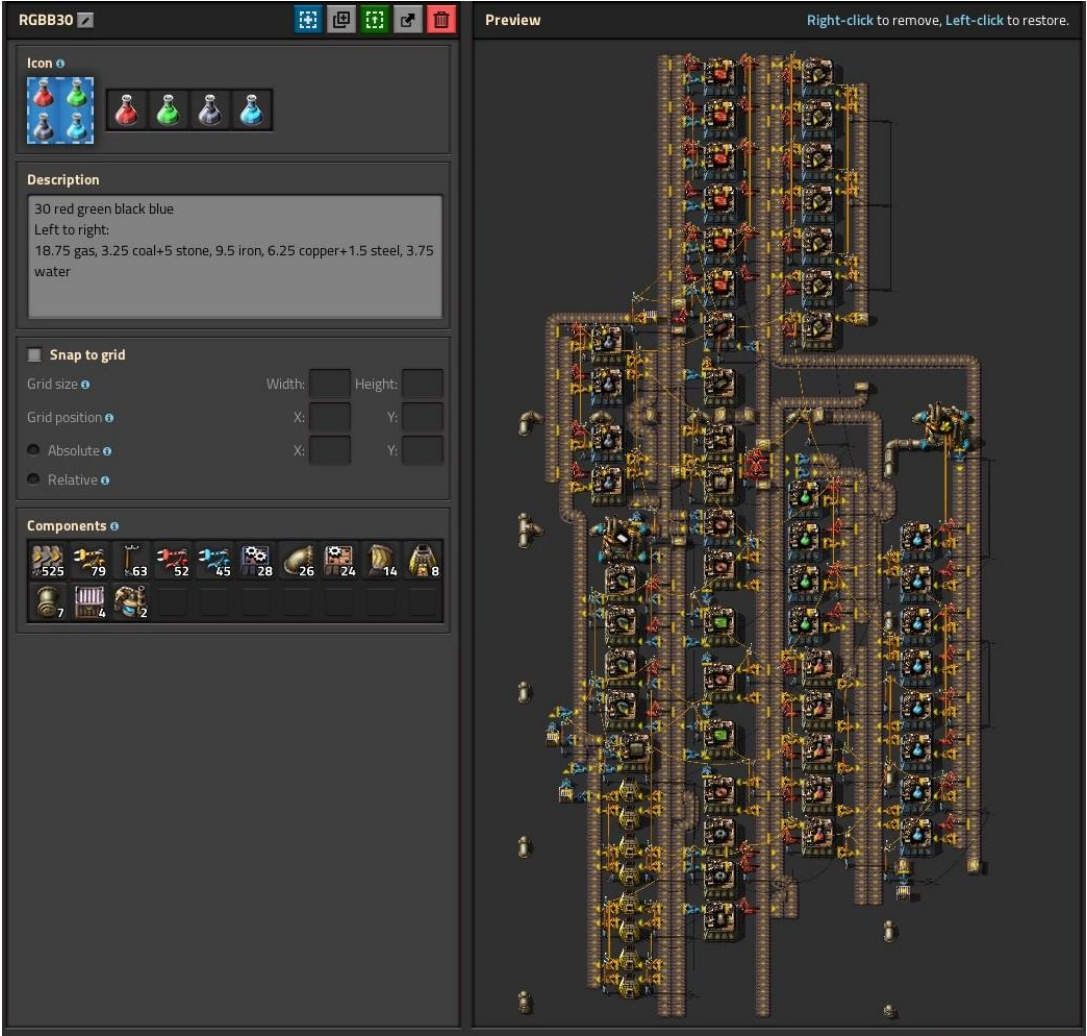 RGBB30
Preview
Right-click to remove, Left-click to restore.
Icon
Description
30 red green black blue
Left to right:
18.75 gas, 3.25 coal+5 stone, 9.5 iron, 6.25 copper+1.5 steel, 3.75
water
Snap to grid
Grid size
Width:
Height:
Grid position
X:
Y:
Absolute
X:
Y:
Relative
Components
525 79 63 52 45 28 26 24 14 8
7 4 2